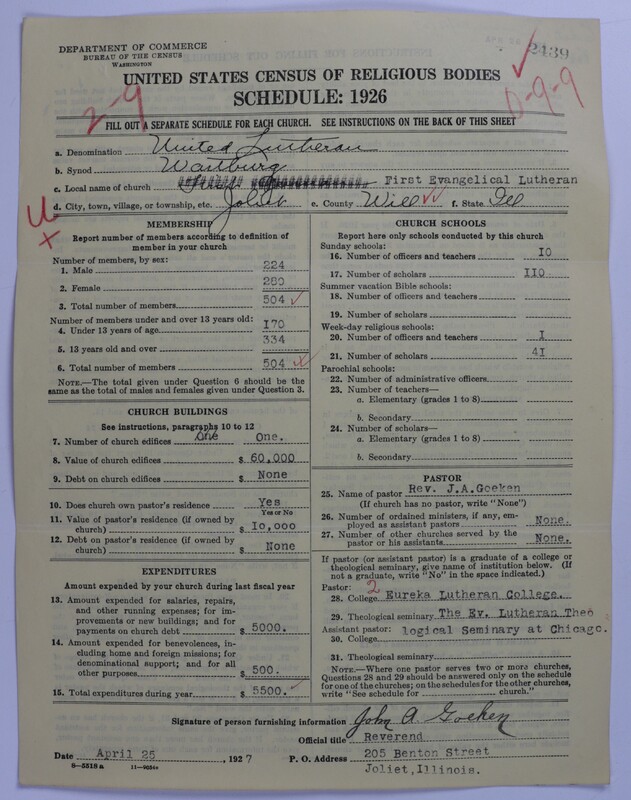 DEPARTMENT OF COMMERCE
BUREAU OF THE CENSUS
WASHINGTON
2439
UNITED STATES CENSUS OF RELIGIOUS BODIES
SCHEDULE: 1926
2-9
0-9-9
FILL OUT A SEPARATE SCHEDULE FOR EACH CHURCH. SEE INSTRUCTIONS ON THE BACK OF THIS SHEET
a. Denomination United Lutheran
b. Synod Wartburg
c. Local name of church First Evangelical Lutheran
d. City, town, village, or township, etc. Joliet e. County Will f. State Ill
MEMBERSHIP
Report number of members according to definition of
member in your church
Number of members, by sex:
1. Male 224
2. Female 280
3. Total number of members 504
Number of members under and over 13 years old:
4. Under 13 years of age 170
5. 13 years old and over 334
6. Total number of members 504
NOTE.—The total given under Question 6 should be
same as the total of males and females given under Question 3.
CHURCH BUILDINGS
See instructions, paragraphs 10 to 12
7. Number of church edifices One One.
8. Value of church edifices $ 60,000
9. Debt on church edifices $ None
10. Does church own pastor's residence Yes
Yes or No
11. Value of pastor's residence (if owned by
church) $ 10,000
12. Debt on pastor's residence (if owned by
church) $ None
EXPENDITURES
Amount expended by your church during last fiscal year
13. Amount expended for salaries, repairs,
and other running expenses; for im-
provements or new buildings; and for
payments on church debt $ 5000.
14. Amount expended for benevolences, in-
cluding home and foreign missions; for
denominational support; and for all
other purposes $ 500.
15. Total expenditures during year $ 5500.
CHURCH SCHOOLS
Report here only schools conducted by this church
Sunday schools:
16. Number of officers and teachers 10
17. Number of scholars 110
Summer vacation Bible schools:
18. Number of officers and teachers
19. Number of scholars
Week-day religious schools:
20. Number of officers and teachers 1
21. Number of scholars 41
Parochial schools:
22. Number of administrative officers
23. Number of teachers—
a. Elementary (grades 1 to 8)
b. Secondary
24. Number of scholars—
a. Elementary (grades 1 to 8)
b. Secondary
PASTOR
25. Name of pastor Rev. J.A.Goeken
(If church has no pastor, write "None")
26. Number of ordained ministers, if any, em-
ployed as assistant pastors None.
27. Number of other churches served by the
pastor or his assistants None.
If pastor (or assistant pastor) is a graduate of a college or
theological seminary, give name of institution below. (If
not a graduate, write "No" in the space indicated.)
Pastor: 2
28. College Eureka Lutheran College.
29. Theological seminary The Ev. Lutheran Theo
Assistant pastor: logical Seminary at Chicago.
30. College
31. Theological seminary
NOTE.—Where one pastor serves two or more churches,
Questions 28 and 29 should be answered only on the schedule
for one of the churches; on the schedules for the other churches,
write "See schedule for church."
Signature of person furnishing information John A Goeken
Official title Reverend
Date April 25, 1927 P. O. Address 205 Benton Street
8-5518 a
Joliet, Illinois.